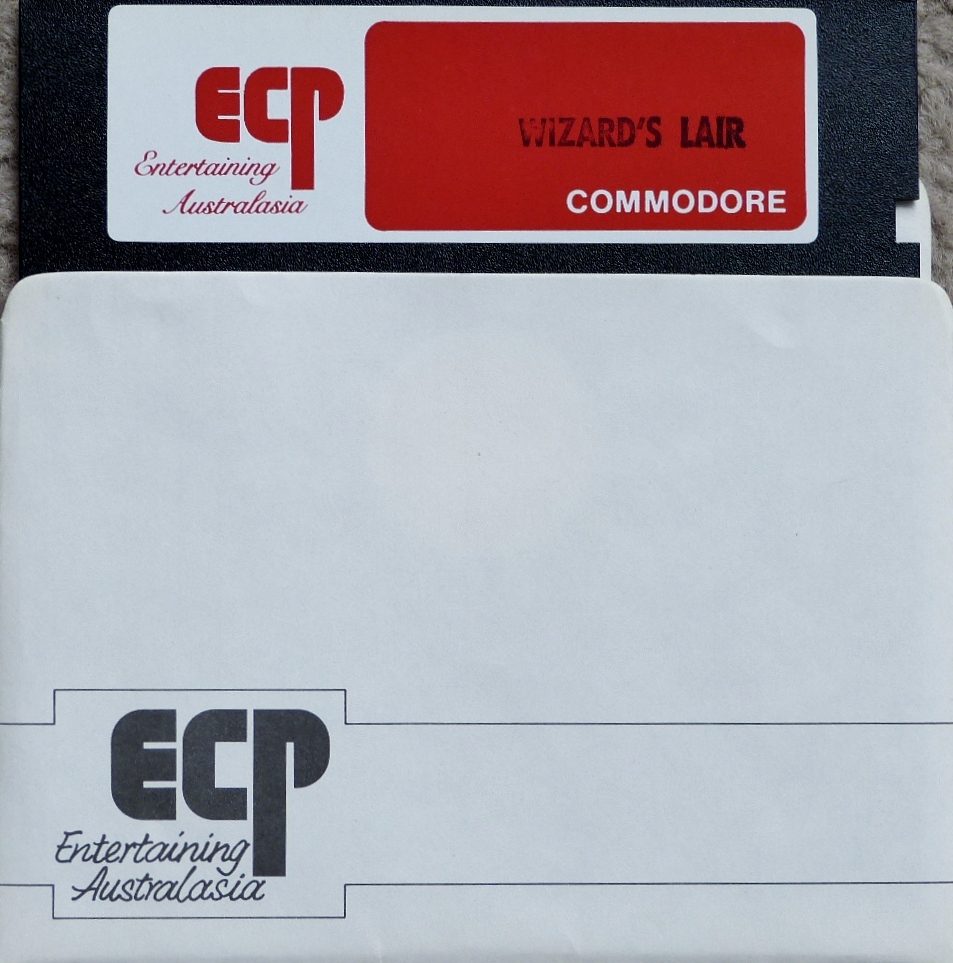 ECP
Entertaining
Australasia
WIZARD'S LAIR
COMMODORE
ECP
Entertaining
Australasia